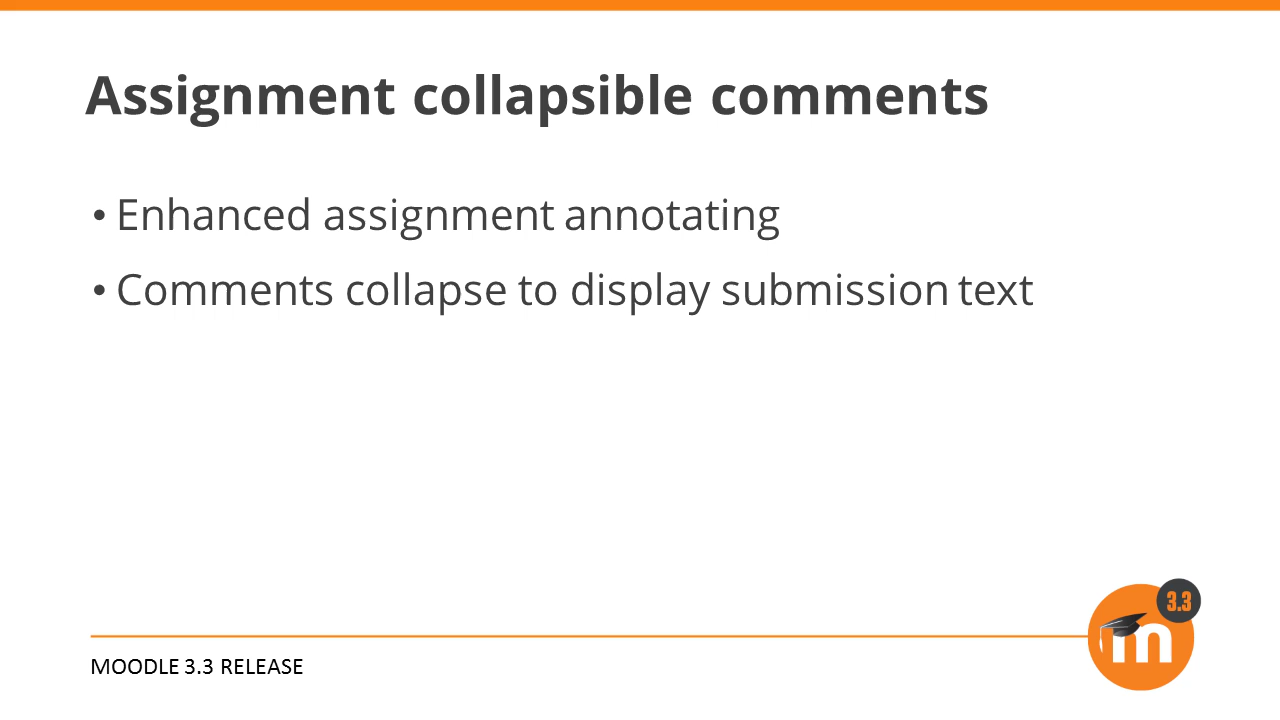 Assignment collapsible comments
• Enhanced assignment annotating
• Comments collapse to display submission text
3.3
m
MOODLE 3.3 RELEASE